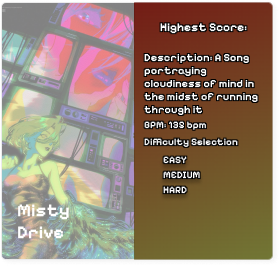 Misty
Drive
Highest Score:
Description: A Song
portraying
cloudiness of mind in
the midst of running
through it
BPM: 138 bpm
Difficulty Selection
EASY
MEDIUM
HARD